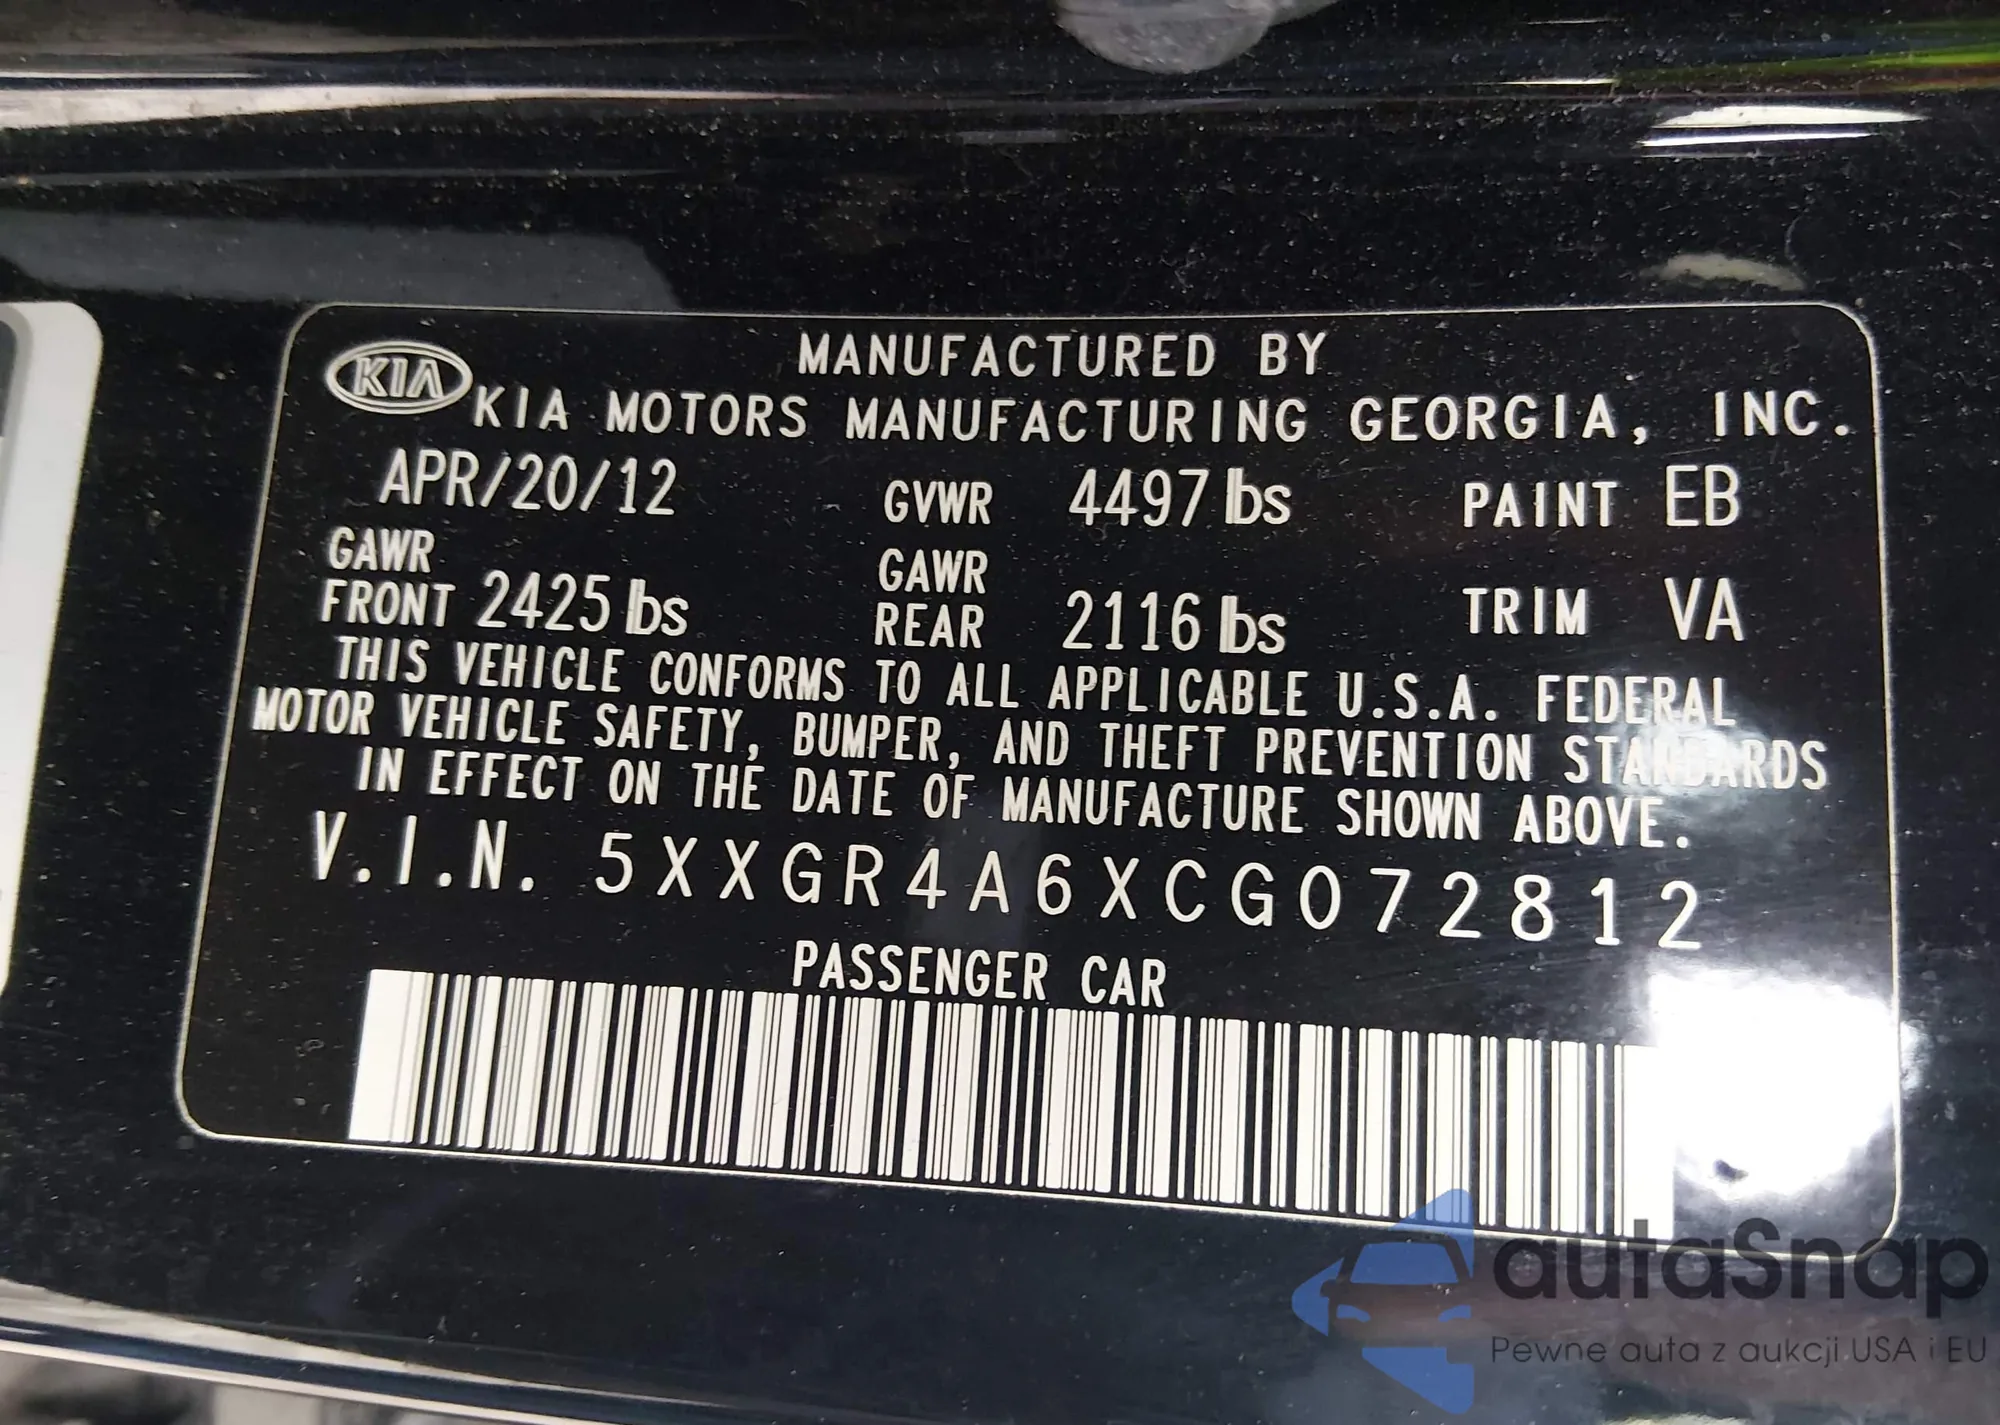 MANUFACTURED BY
KIA KIA MOTORS MANUFACTURING GEORGIA, INC.
APR/20/12 GVWR 4497 lbs PAINT EB
GAWR FRONT 2425 lbs GAWR REAR 2116 lbs TRIM VA
THIS VEHICLE CONFORMS TO ALL APPLICABLE U.S.A. FEDERAL
MOTOR VEHICLE SAFETY, BUMPER, AND THEFT PREVENTION STANDARDS
IN EFFECT ON THE DATE OF MANUFACTURE SHOWN ABOVE.
V.I.N. 5XXGR4A6XCG072812
PASSENGER CAR
autaSnap
Pewne auta z aukcji USA i EU